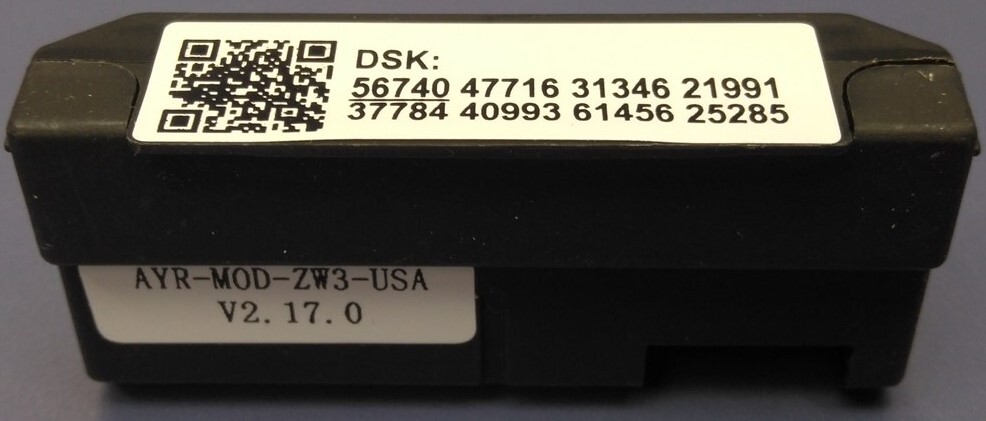 DSK:
56740 47716 31346 21991
37784 40993 61456 25285
AYR-MOD-ZW3-USA
V2.17.0